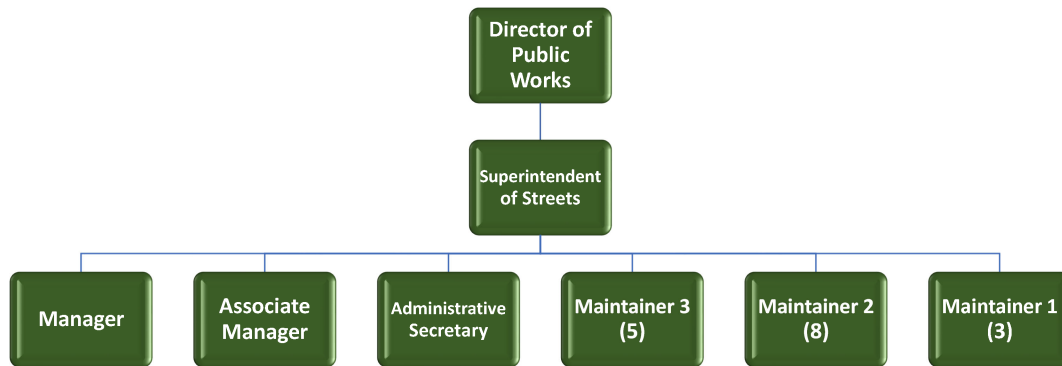 Director of
Public
Works
Superintendent
of Streets
Manager
Associate
Manager
Administrative
Secretary
Maintainer 3
(5)
Maintainer 2
(8)
Maintainer 1
(3)